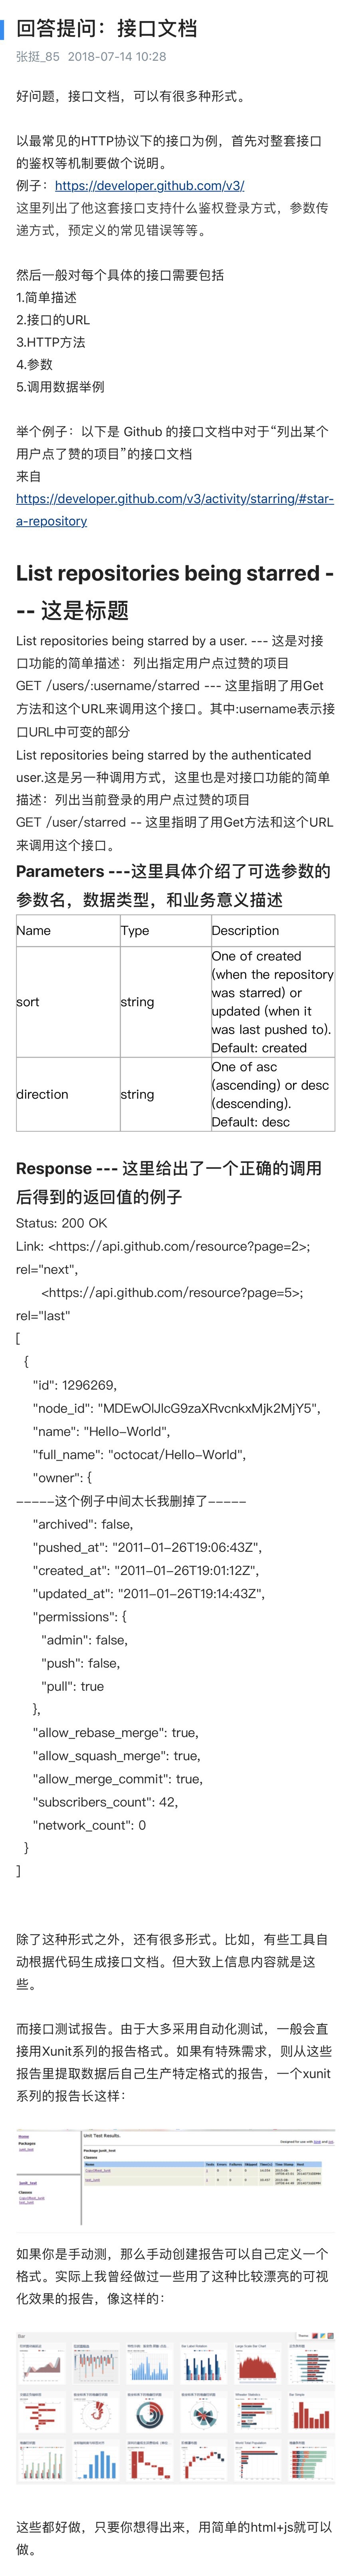 回答提问：接口文档
张挺_85 2018-07-14 10:28
好问题，接口文档，可以有很多种形式。
以最常见的HTTP协议下的接口为例，首先对整套接口
的鉴权等机制要做个说明。
例子：https://developer.github.com/v3/
这里列出了他这套接口支持什么鉴权登录方式，参数传
递方式，预定义的常见错误等等。
然后一般对每个具体的接口需要包括
1.简单描述
2.接口的URL
3.HTTP方法
4.参数
5.调用数据举例
举个例子：以下是 Github 的接口文档中对于“列出某个
用户点了赞的项目”的接口文档
来自
https://developer.github.com/v3/activity/starring/#star-
a-repository
List repositories being starred -
-- 这是标题
List repositories being starred by a user. --- 这是对接
口功能的简单描述：列出指定用户点过赞的项目
GET /users/:username/starred --- 这里指明了用Get
方法和这个URL来调用这个接口。其中:username表示接
口URL中可变的部分
List repositories being starred by the authenticated
user.这是另一种调用方式，这里也是对接口功能的简单
描述：列出当前登录的用户点过赞的项目
GET /user/starred -- 这里指明了用Get方法和这个URL
来调用这个接口。
Parameters ---这里具体介绍了可选参数的
参数名，数据类型，和业务意义描述
Name Type Description
sort string One of created
(when the repository
was starred) or
updated (when it
was last pushed to).
Default: created
direction string One of asc
(ascending) or desc
(descending).
Default: desc
Response --- 这里给出了一个正确的调用
后得到的返回值的例子
Status: 200 OK
Link: <https://api.github.com/resource?page=2>;
rel="next",
<https://api.github.com/resource?page=5>;
rel="last"
[
{
"id": 1296269,
"node_id": "MDEwOlJlcG9zaXRvcnkxMjk2MjY5",
"name": "Hello-World",
"full_name": "octocat/Hello-World",
"owner": {
-----这个例子中间太长我删掉了-----
"archived": false,
"pushed_at": "2011-01-26T19:06:43Z",
"created_at": "2011-01-26T19:01:12Z",
"updated_at": "2011-01-26T19:14:43Z",
"permissions": {
"admin": false,
"push": false,
"pull": true
},
"allow_rebase_merge": true,
"allow_squash_merge": true,
"allow_merge_commit": true,
"subscribers_count": 42,
"network_count": 0
}
]
除了这种形式之外，还有很多形式。比如，有些工具自
动根据代码生成接口文档。但大致上信息内容就是这
些。
而接口测试报告。由于大多采用自动化测试，一般会直
接用Xunit系列的报告格式。如果有特殊需求，则从这些
报告里提取数据后自己生产特定格式的报告，一个xunit
系列的报告长这样：
Home
Packages
Classes
Unit Test Results.
如果你是手动测，那么手动创建报告可以自己定义一个
格式。实际上我曾经做过一些用了这种比较漂亮的可视
化效果的报告，像这样的：
这些都好做，只要你想得出来，用简单的html+js就可以
做。